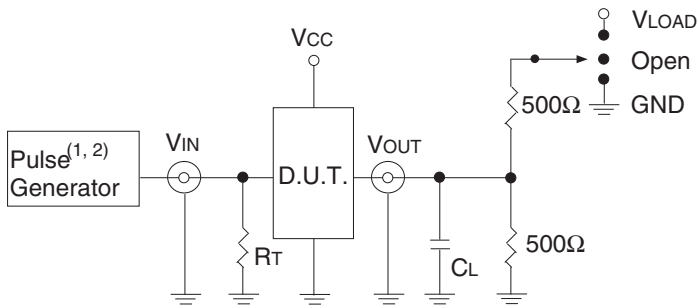 VLOAD
VCC
Open
500Ω
GND
Pulse(1, 2)
Generator
VIN
D.U.T.
VOUT
RT
CL
500Ω